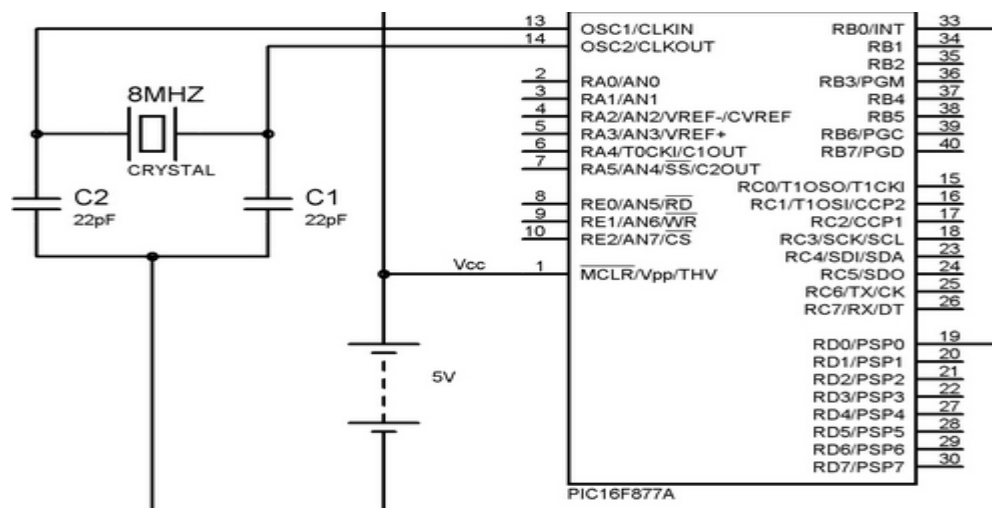 13 OSC1/CLKIN
14 OSC2/CLKOUT
2 RA0/AN0
3 RA1/AN1
4 RA2/AN2/VREF-/CVREF
5 RA3/AN3/VREF+
6 RA4/T0CKI/C1OUT
7 RA5/AN4/SS/C2OUT
8 RE0/AN5/RD
9 RE1/AN6/WR
10 RE2/AN7/CS
Vcc 1 MCLR/Vpp/THV
RB0/INT 33
RB1 34
RB2 35
RB3/PGM 36
RB4 37
RB5 38
RB6/PGC 39
RB7/PGD 40
RC0/T1OSO/T1CKI 15
RC1/T1OSI/CCP2 16
RC2/CCP1 17
RC3/SCK/SCL 18
RC4/SDI/SDA 23
RC5/SDO 24
RC6/TX/CK 25
RC7/RX/DT 26
RD0/PSP0 19
RD1/PSP1 20
RD2/PSP2 21
RD3/PSP3 22
RD4/PSP4 27
RD5/PSP5 28
RD6/PSP6 29
RD7/PSP7 30
PIC16F877A
8MHZ
CRYSTAL
C2
22pF
C1
22pF
5V